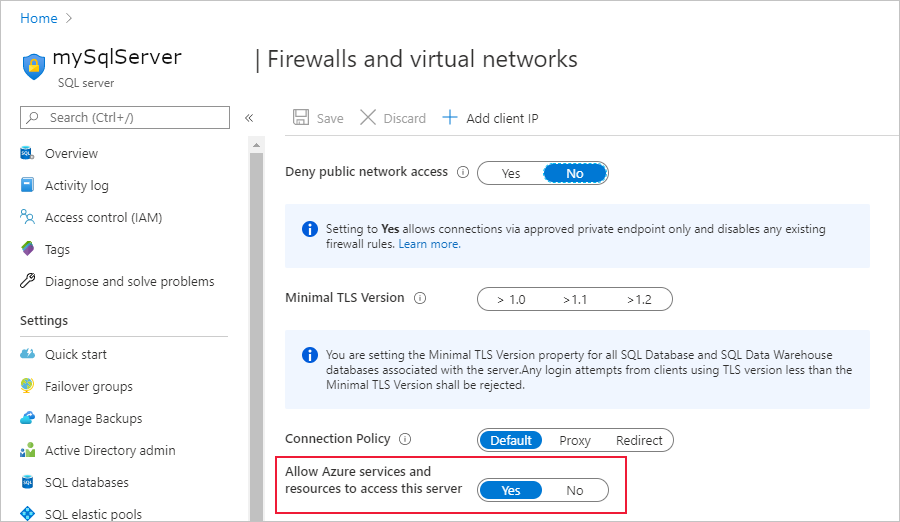 Home
mySqlServer
SQL server
| Firewalls and virtual networks
Search (Ctrl+/)
Save
Discard
Add client IP
Overview
Activity log
Access control (IAM)
Tags
Diagnose and solve problems
Settings
Quick start
Failover groups
Manage Backups
Active Directory admin
SQL databases
SQL elastic pools
Deny public network access
Yes
No
Setting to Yes allows connections via approved private endpoint only and disables any existing
firewall rules. Learn more.
Minimal TLS Version
> 1.0
>1.1
>1.2
You are setting the Minimal TLS Version property for all SQL Database and SQL Data Warehouse
databases associated with the server.Any login attempts from clients using TLS version less than the
Minimal TLS Version shall be rejected.
Connection Policy
Default
Proxy
Redirect
Allow Azure services and
resources to access this server
Yes
No